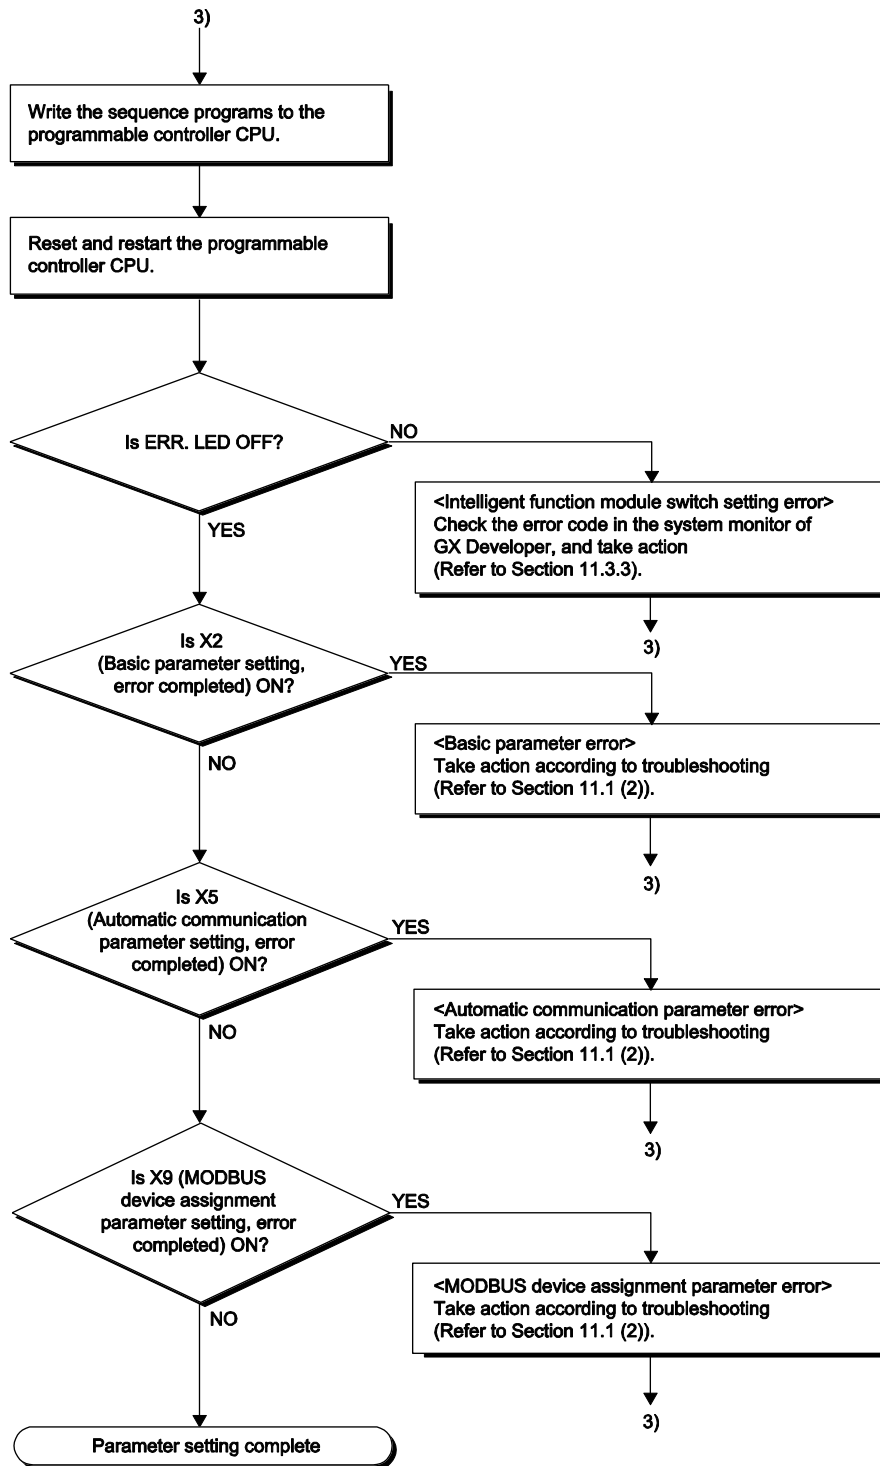 3)
Write the sequence programs to the
programmable controller CPU.
Reset and restart the programmable
controller CPU.
Is ERR. LED OFF?
NO
YES
<Intelligent function module switch setting error>
Check the error code in the system monitor of
GX Developer, and take action
(Refer to Section 11.3.3).
3)
Is X2
(Basic parameter setting,
error completed) ON?
YES
NO
<Basic parameter error>
Take action according to troubleshooting
(Refer to Section 11.1 (2)).
3)
Is X5
(Automatic communication
parameter setting, error
completed) ON?
YES
NO
<Automatic communication parameter error>
Take action according to troubleshooting
(Refer to Section 11.1 (2)).
3)
Is X9 (MODBUS
device assignment
parameter setting, error
completed) ON?
YES
NO
<MODBUS device assignment parameter error>
Take action according to troubleshooting
(Refer to Section 11.1 (2)).
3)
Parameter setting complete